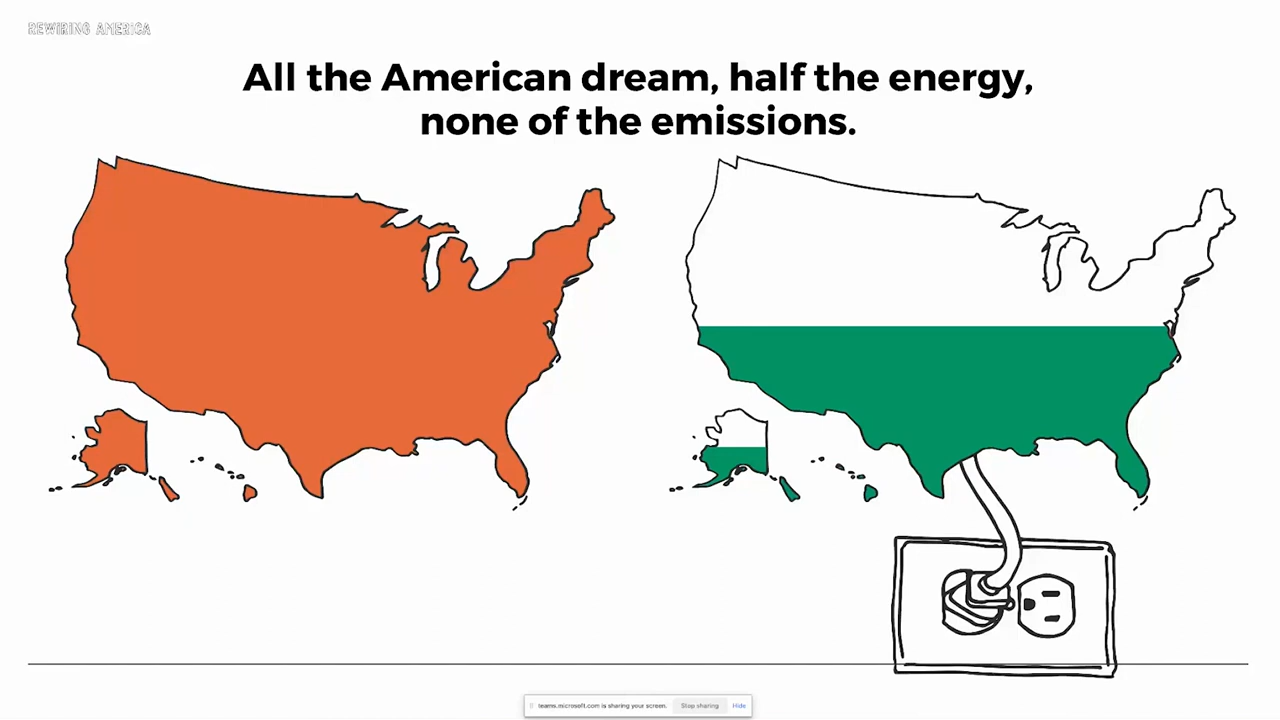 REWIRING AMERICA
All the American dream, half the energy,
none of the emissions.
teams.microsoft.com is sharing your screen. Stop sharing Hide